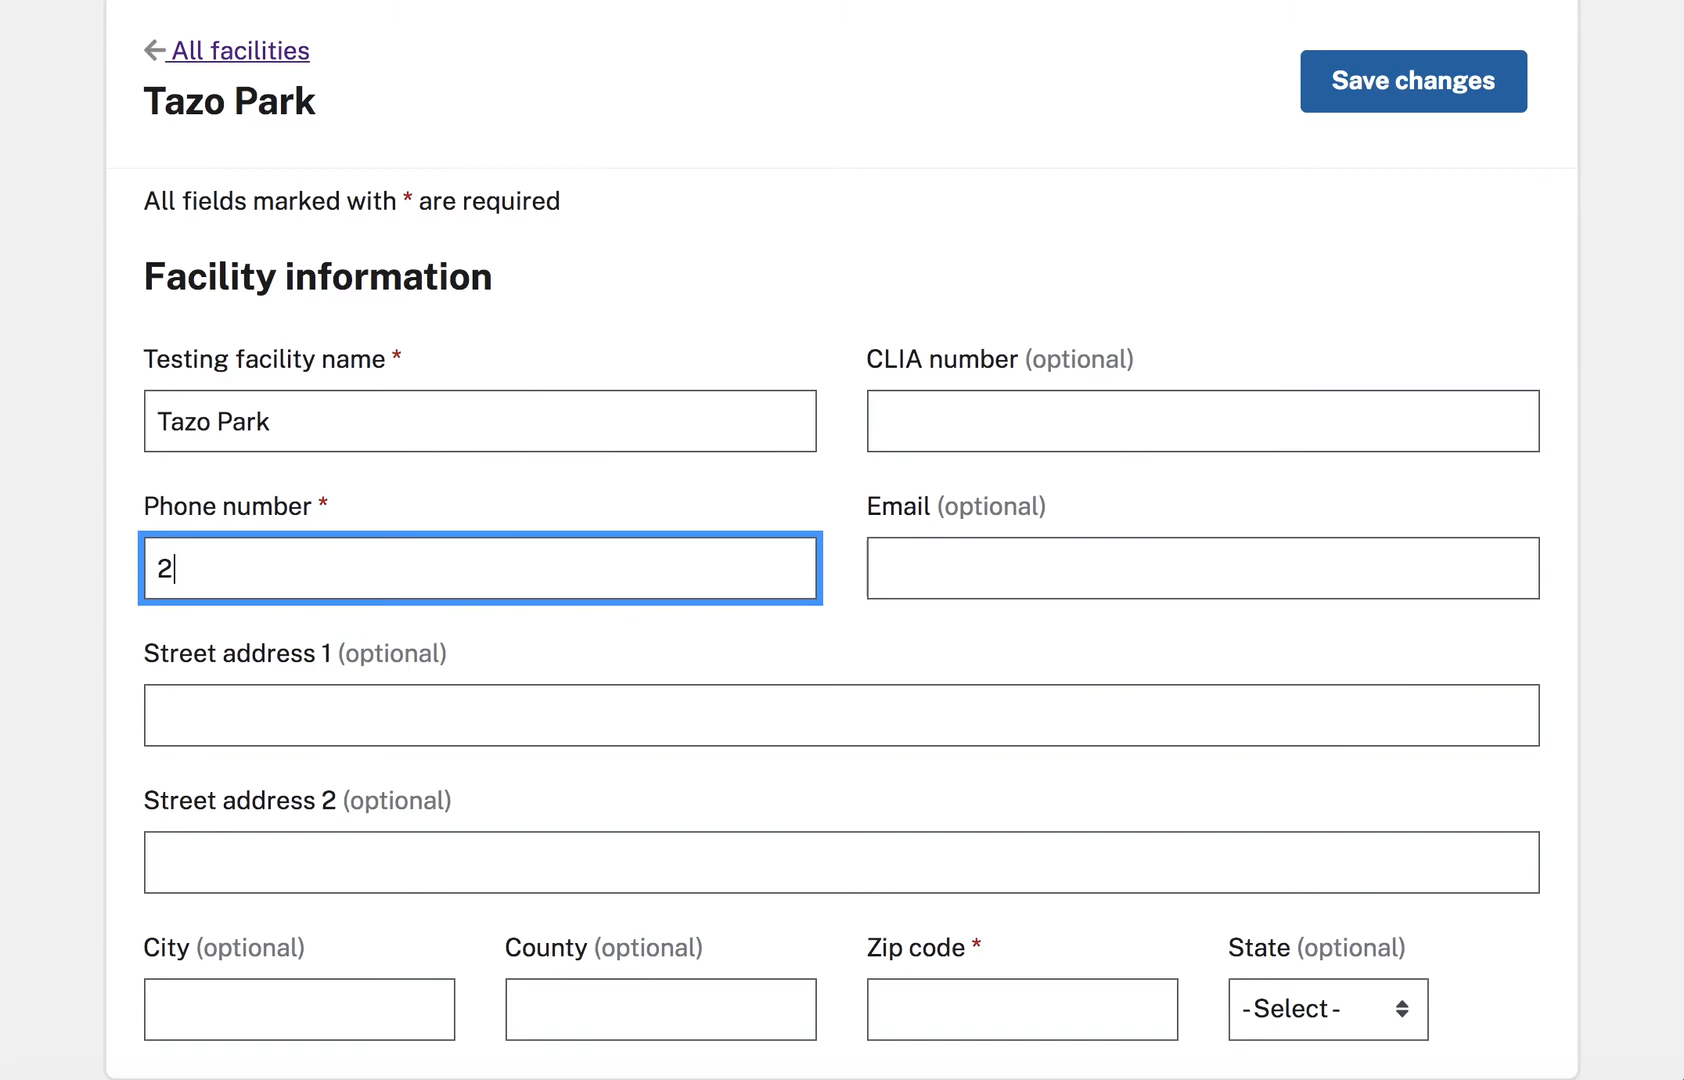 All facilities
Tazo Park
Save changes
All fields marked with * are required
Facility information
Testing facility name *
CLIA number (optional)
Tazo Park
Phone number *
Email (optional)
2
Street address 1 (optional)
Street address 2 (optional)
City (optional)
County (optional)
Zip code *
State (optional)
- Select -